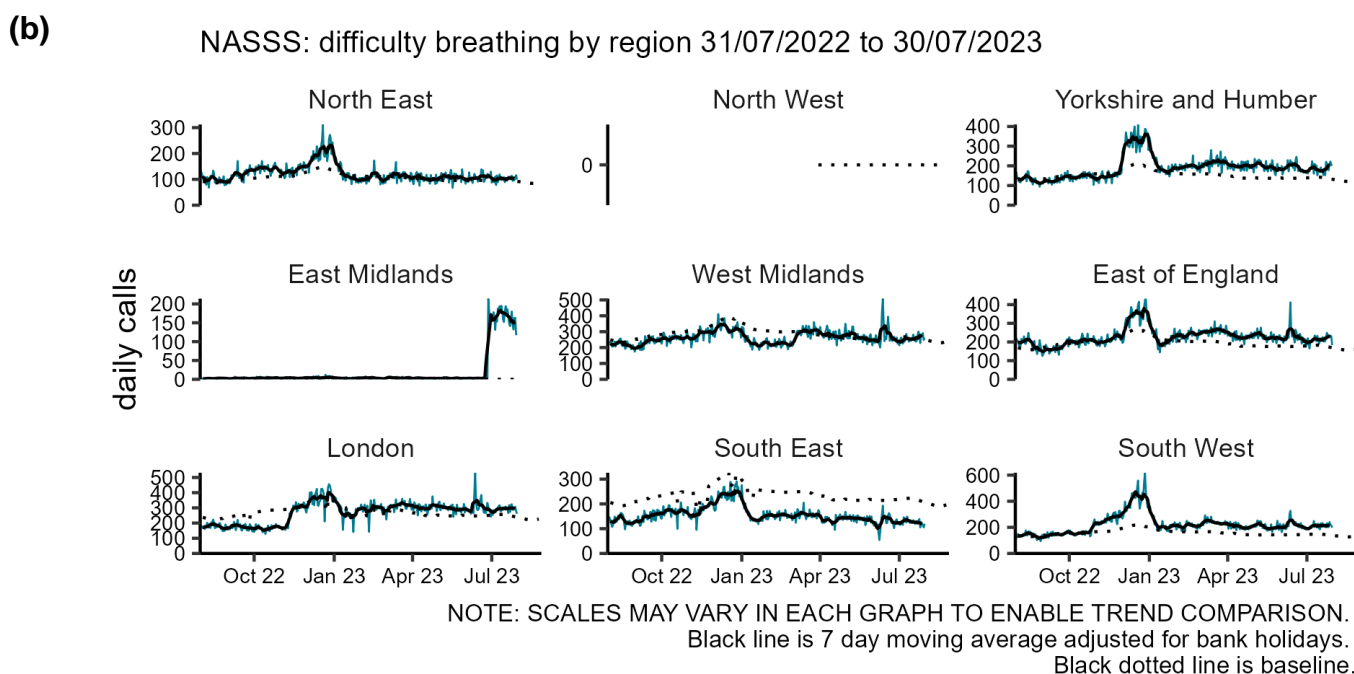 (b)
NASSS: difficulty breathing by region 31/07/2022 to 30/07/2023
North East
North West
Yorkshire and Humber
300
200
100
0
0
400
300
200
100
0
daily calls
East Midlands
West Midlands
East of England
200
150
100
50
0
500
400
300
200
100
0
400
300
200
100
0
London
South East
South West
500
400
300
200
100
0
300
200
100
0
600
400
200
0
Oct 22 Jan 23 Apr 23 Jul 23
Oct 22 Jan 23 Apr 23 Jul 23
Oct 22 Jan 23 Apr 23 Jul 23
NOTE: SCALES MAY VARY IN EACH GRAPH TO ENABLE TREND COMPARISON.
Black line is 7 day moving average adjusted for bank holidays.
Black dotted line is baseline.